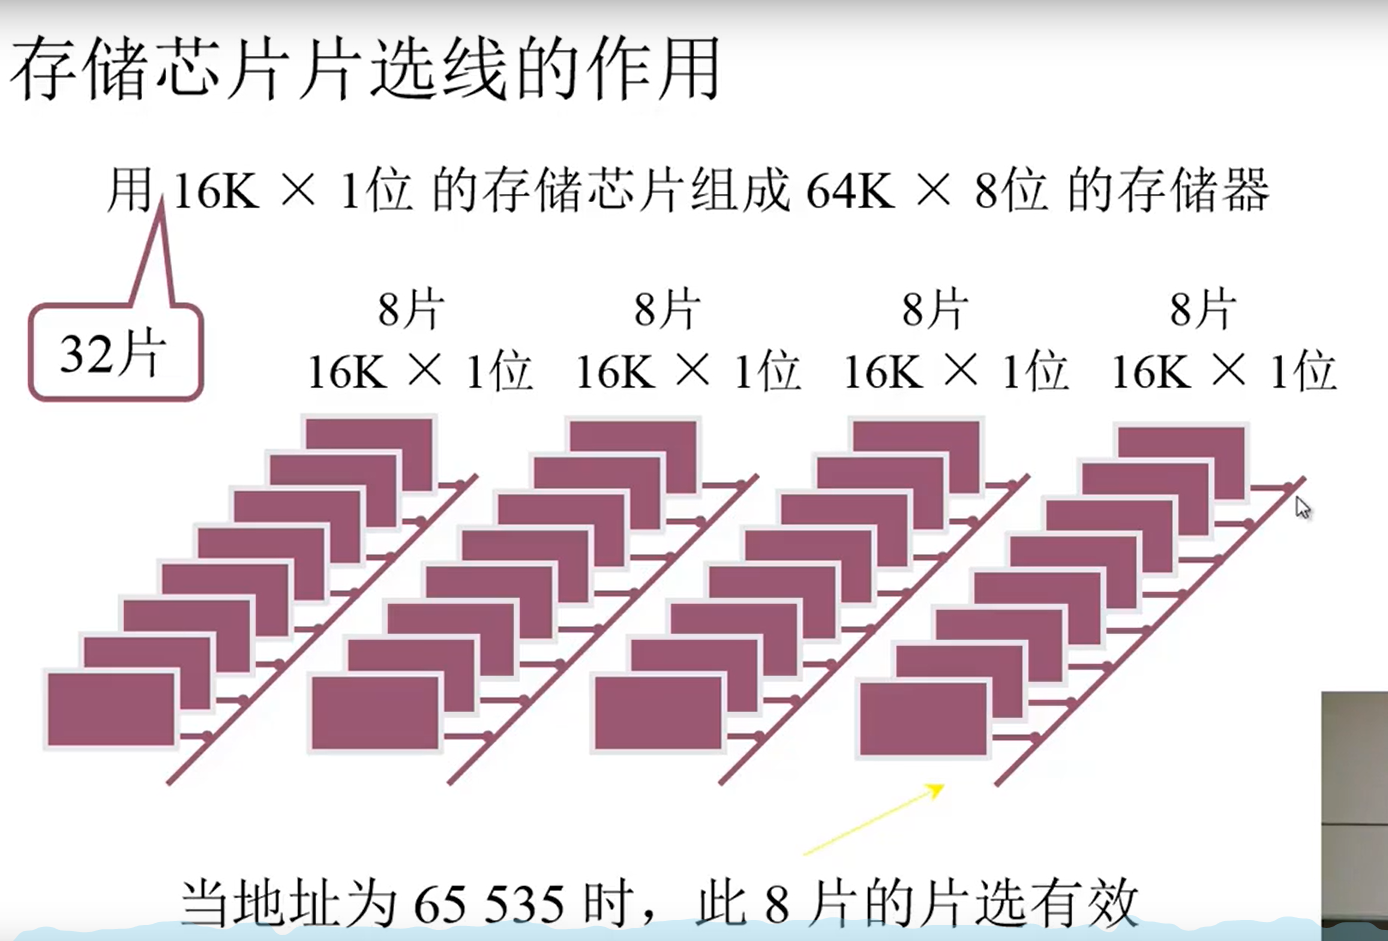 存储芯片片选线的作用
用 16K × 1位 的存储芯片组成 64K × 8位 的存储器
32片
8片 8片 8片 8片
16K × 1位 16K × 1位 16K × 1位 16K × 1位
当地址为 65 535 时，此 8 片的片选有效